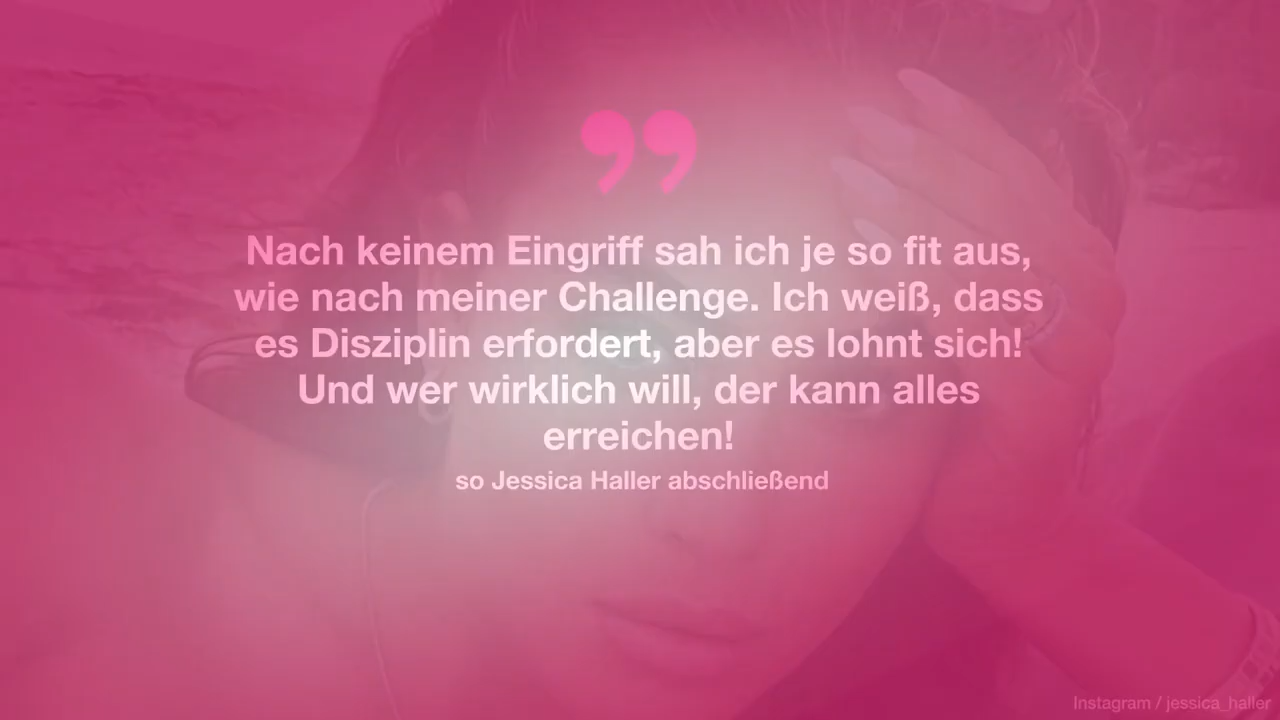 Nach keinem Eingriff sah ich je so fit aus,
wie nach meiner Challenge. Ich weiß, dass
es Disziplin erfordert, aber es lohnt sich!
Und wer wirklich will, der kann alles
erreichen!
so Jessica Haller abschließend
Instagram / jessica_haller